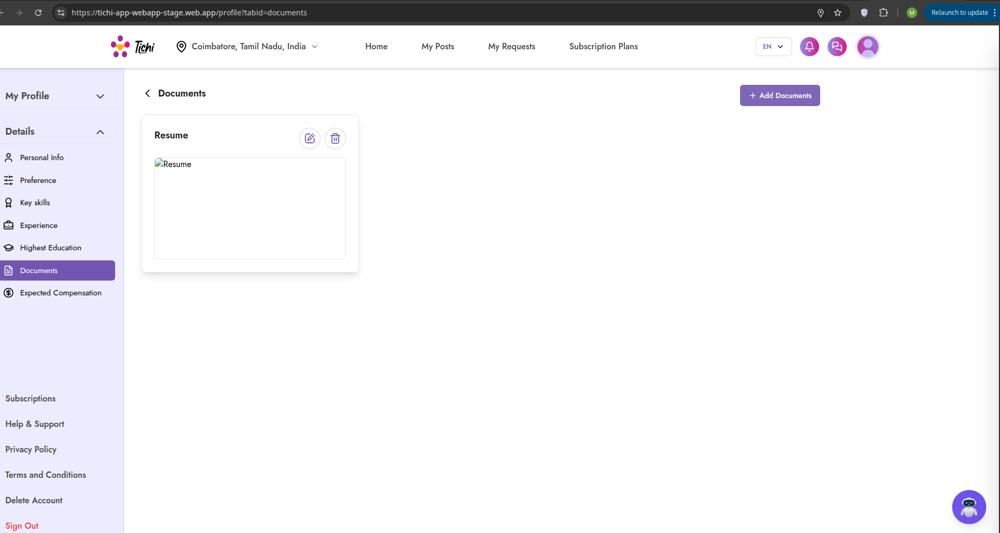 https://tichi-app-webapp-stage.web.app/profile?tabid=documents
M
Relaunch to update
Tichi
Coimbatore, Tamil Nadu, India
Home
My Posts
My Requests
Subscription Plans
EN
My Profile
Details
Personal Info
Preference
Key skills
Experience
Highest Education
Documents
Expected Compensation
Subscriptions
Help & Support
Privacy Policy
Terms and Conditions
Delete Account
Sign Out
Documents
+ Add Documents
Resume
Resume